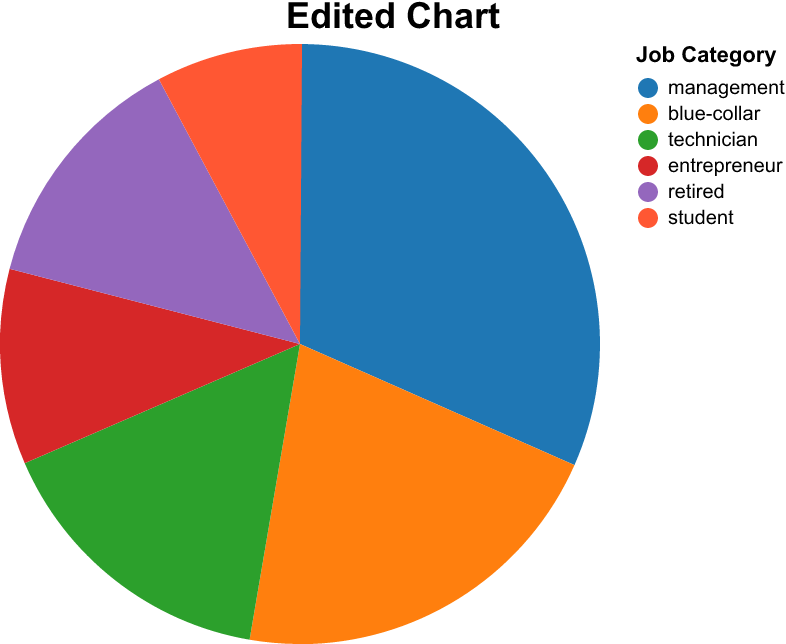 Edited Chart
Job Category
management
blue-collar
technician
entrepreneur
retired
student